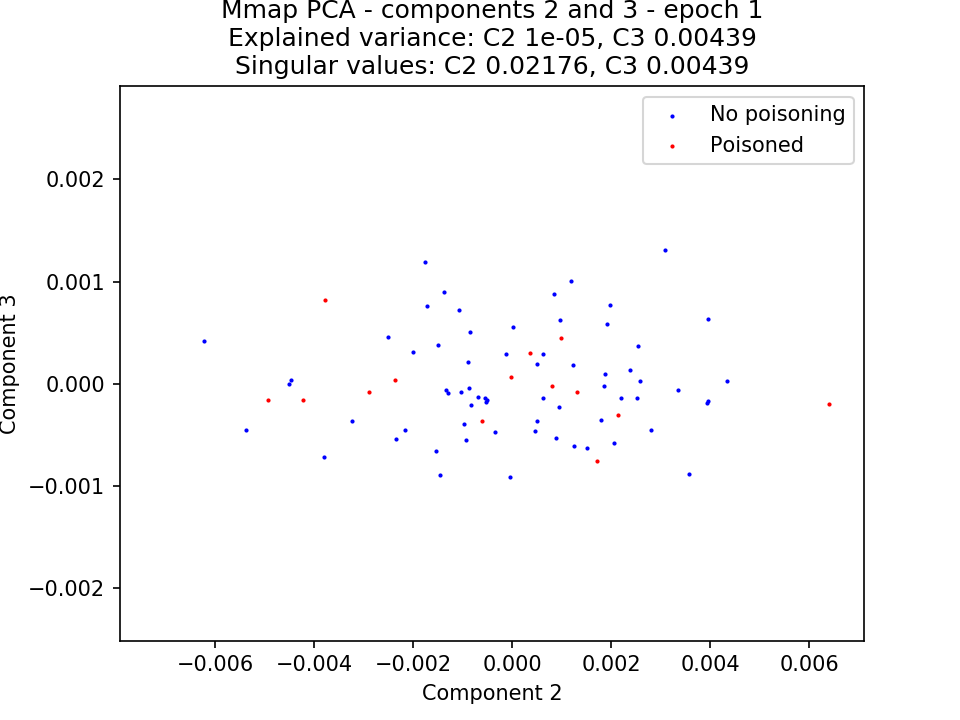 Mmap PCA - components 2 and 3 - epoch 1
Explained variance: C2 1e-05, C3 0.00439
Singular values: C2 0.02176, C3 0.00439
No poisoning
Poisoned
0.002
0.001
0.000
−0.001
−0.002
Component 3
−0.006 −0.004 −0.002 0.000 0.002 0.004 0.006
Component 2